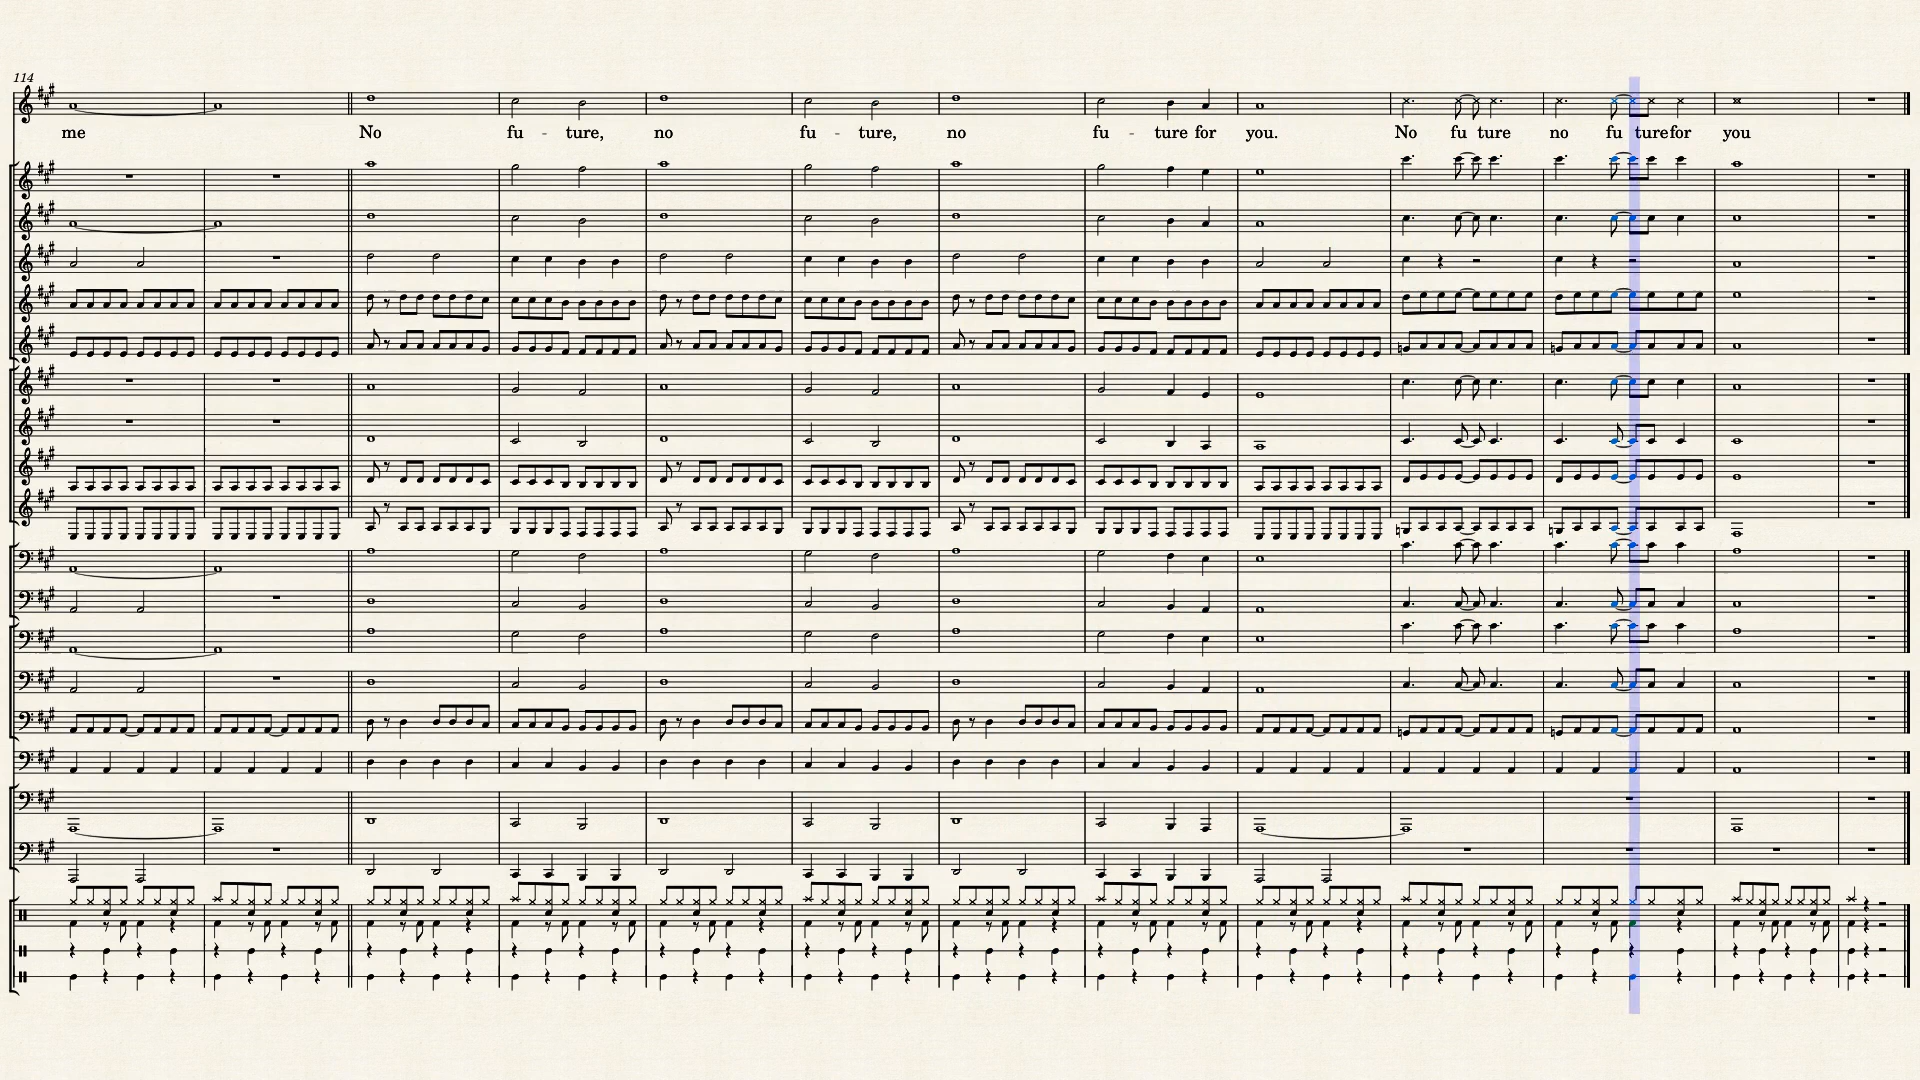 114
me No fu - ture, no fu - ture, no fu - ture for you. No fu ture no fu turefor you